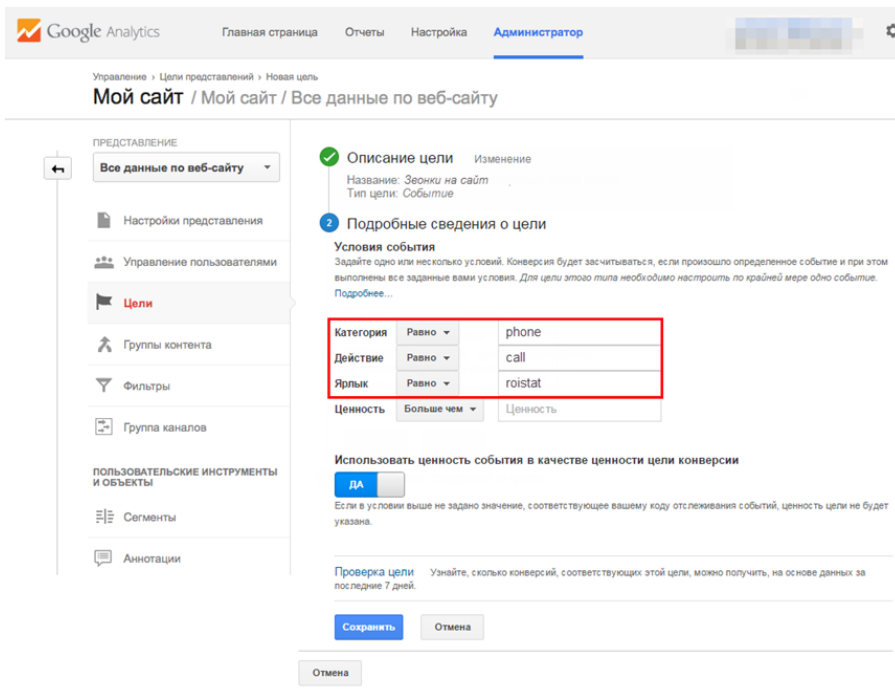 Google Analytics
Главная страница Отчеты Настройка Администратор
Управление › Цели представлений › Новая цель
Мой сайт / Мой сайт / Все данные по веб-сайту
ПРЕДСТАВЛЕНИЕ
Все данные по веб-сайту
Настройки представления
Управление пользователями
Цели
Группы контента
Фильтры
Группа каналов
ПОЛЬЗОВАТЕЛЬСКИЕ ИНСТРУМЕНТЫ
И ОБЪЕКТЫ
Сегменты
Аннотации
Описание цели Изменение
Название: Звонки на сайт
Тип цели: Событие
2 Подробные сведения о цели
Условия события
Задайте одно или несколько условий. Конверсия будет засчитываться, если произошло определенное событие и при этом
выполнены все заданные вами условия. Для цели этого типа необходимо настроить по крайней мере одно событие.
Подробнее...
Категория Равно phone
Действие Равно call
Ярлык Равно roistat
Ценность Больше чем Ценность
Использовать ценность события в качестве ценности цели конверсии
ДА
Если в условии выше не задано значение, соответствующее вашему коду отслеживания событий, ценность цели не будет
указана.
Проверка цели Узнайте, сколько конверсий, соответствующих этой цели, можно получить, на основе данных за
последние 7 дней.
Сохранить Отмена
Отмена